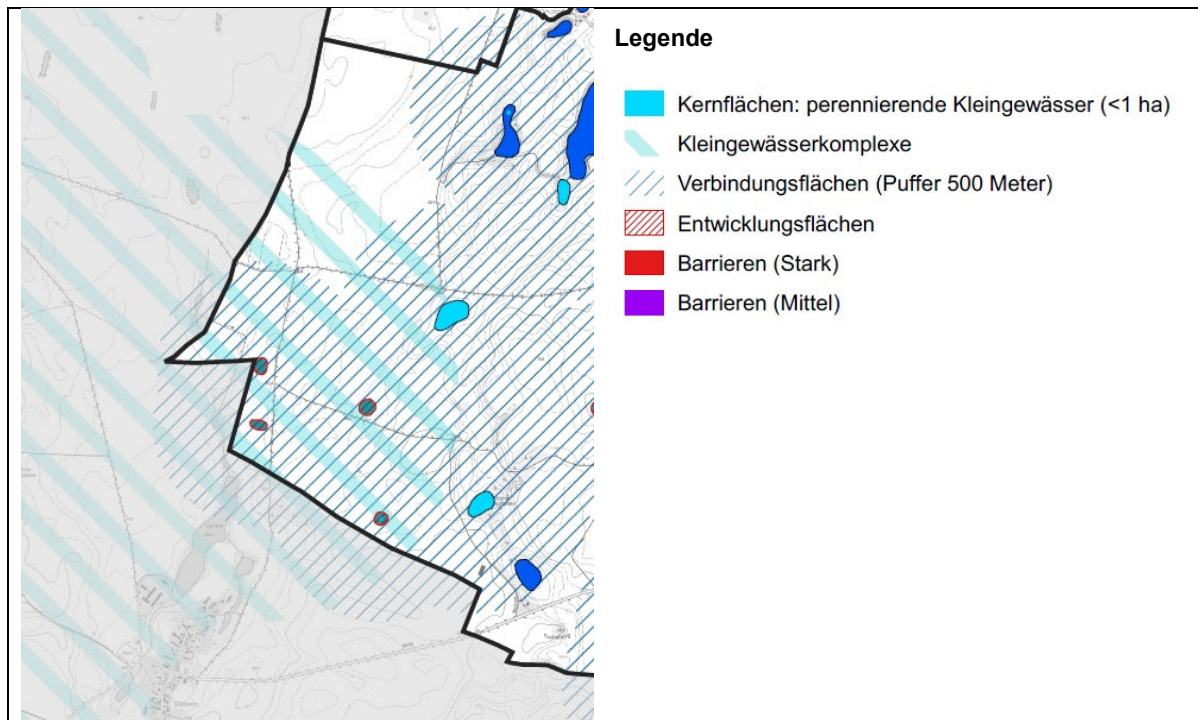 Legende
Kernflächen: perennierende Kleingewässer (<1 ha)
Kleingewässerkomplexe
Verbindungsflächen (Puffer 500 Meter)
Entwicklungsflächen
Barrieren (Stark)
Barrieren (Mittel)